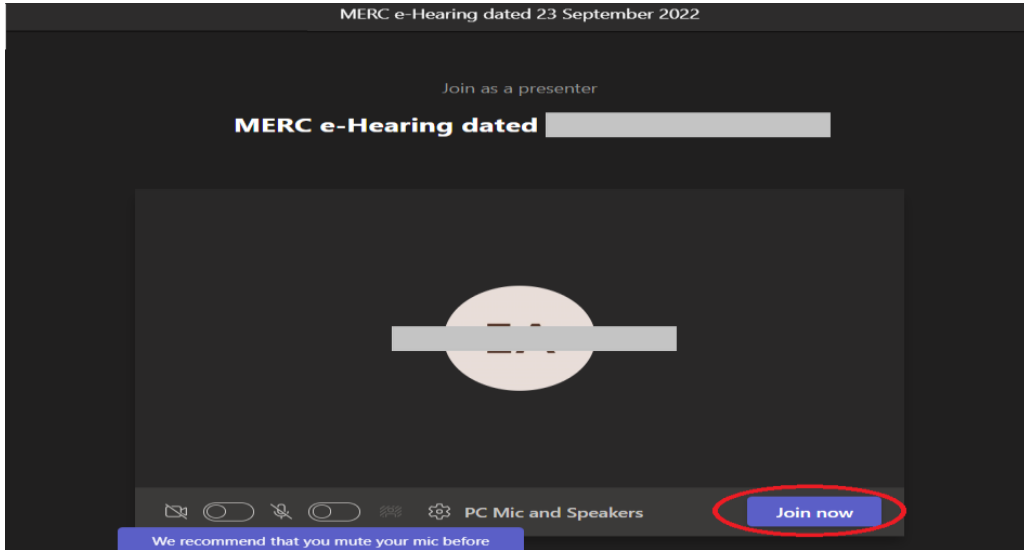 MERC e-Hearing dated 23 September 2022
Join as a presenter
MERC e-Hearing dated
PC Mic and Speakers
Join now
We recommend that you mute your mic before